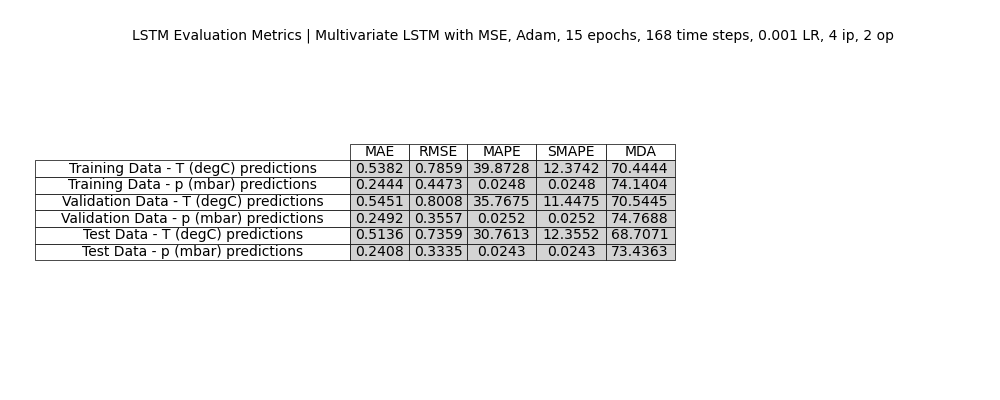 LSTM Evaluation Metrics | Multivariate LSTM with MSE, Adam, 15 epochs, 168 time steps, 0.001 LR, 4 ip, 2 op
MAE RMSE MAPE SMAPE MDA
Training Data - T (degC) predictions 0.5382 0.7859 39.8728 12.3742 70.4444
Training Data - p (mbar) predictions 0.2444 0.4473 0.0248 0.0248 74.1404
Validation Data - T (degC) predictions 0.5451 0.8008 35.7675 11.4475 70.5445
Validation Data - p (mbar) predictions 0.2492 0.3557 0.0252 0.0252 74.7688
Test Data - T (degC) predictions 0.5136 0.7359 30.7613 12.3552 68.7071
Test Data - p (mbar) predictions 0.2408 0.3335 0.0243 0.0243 73.4363